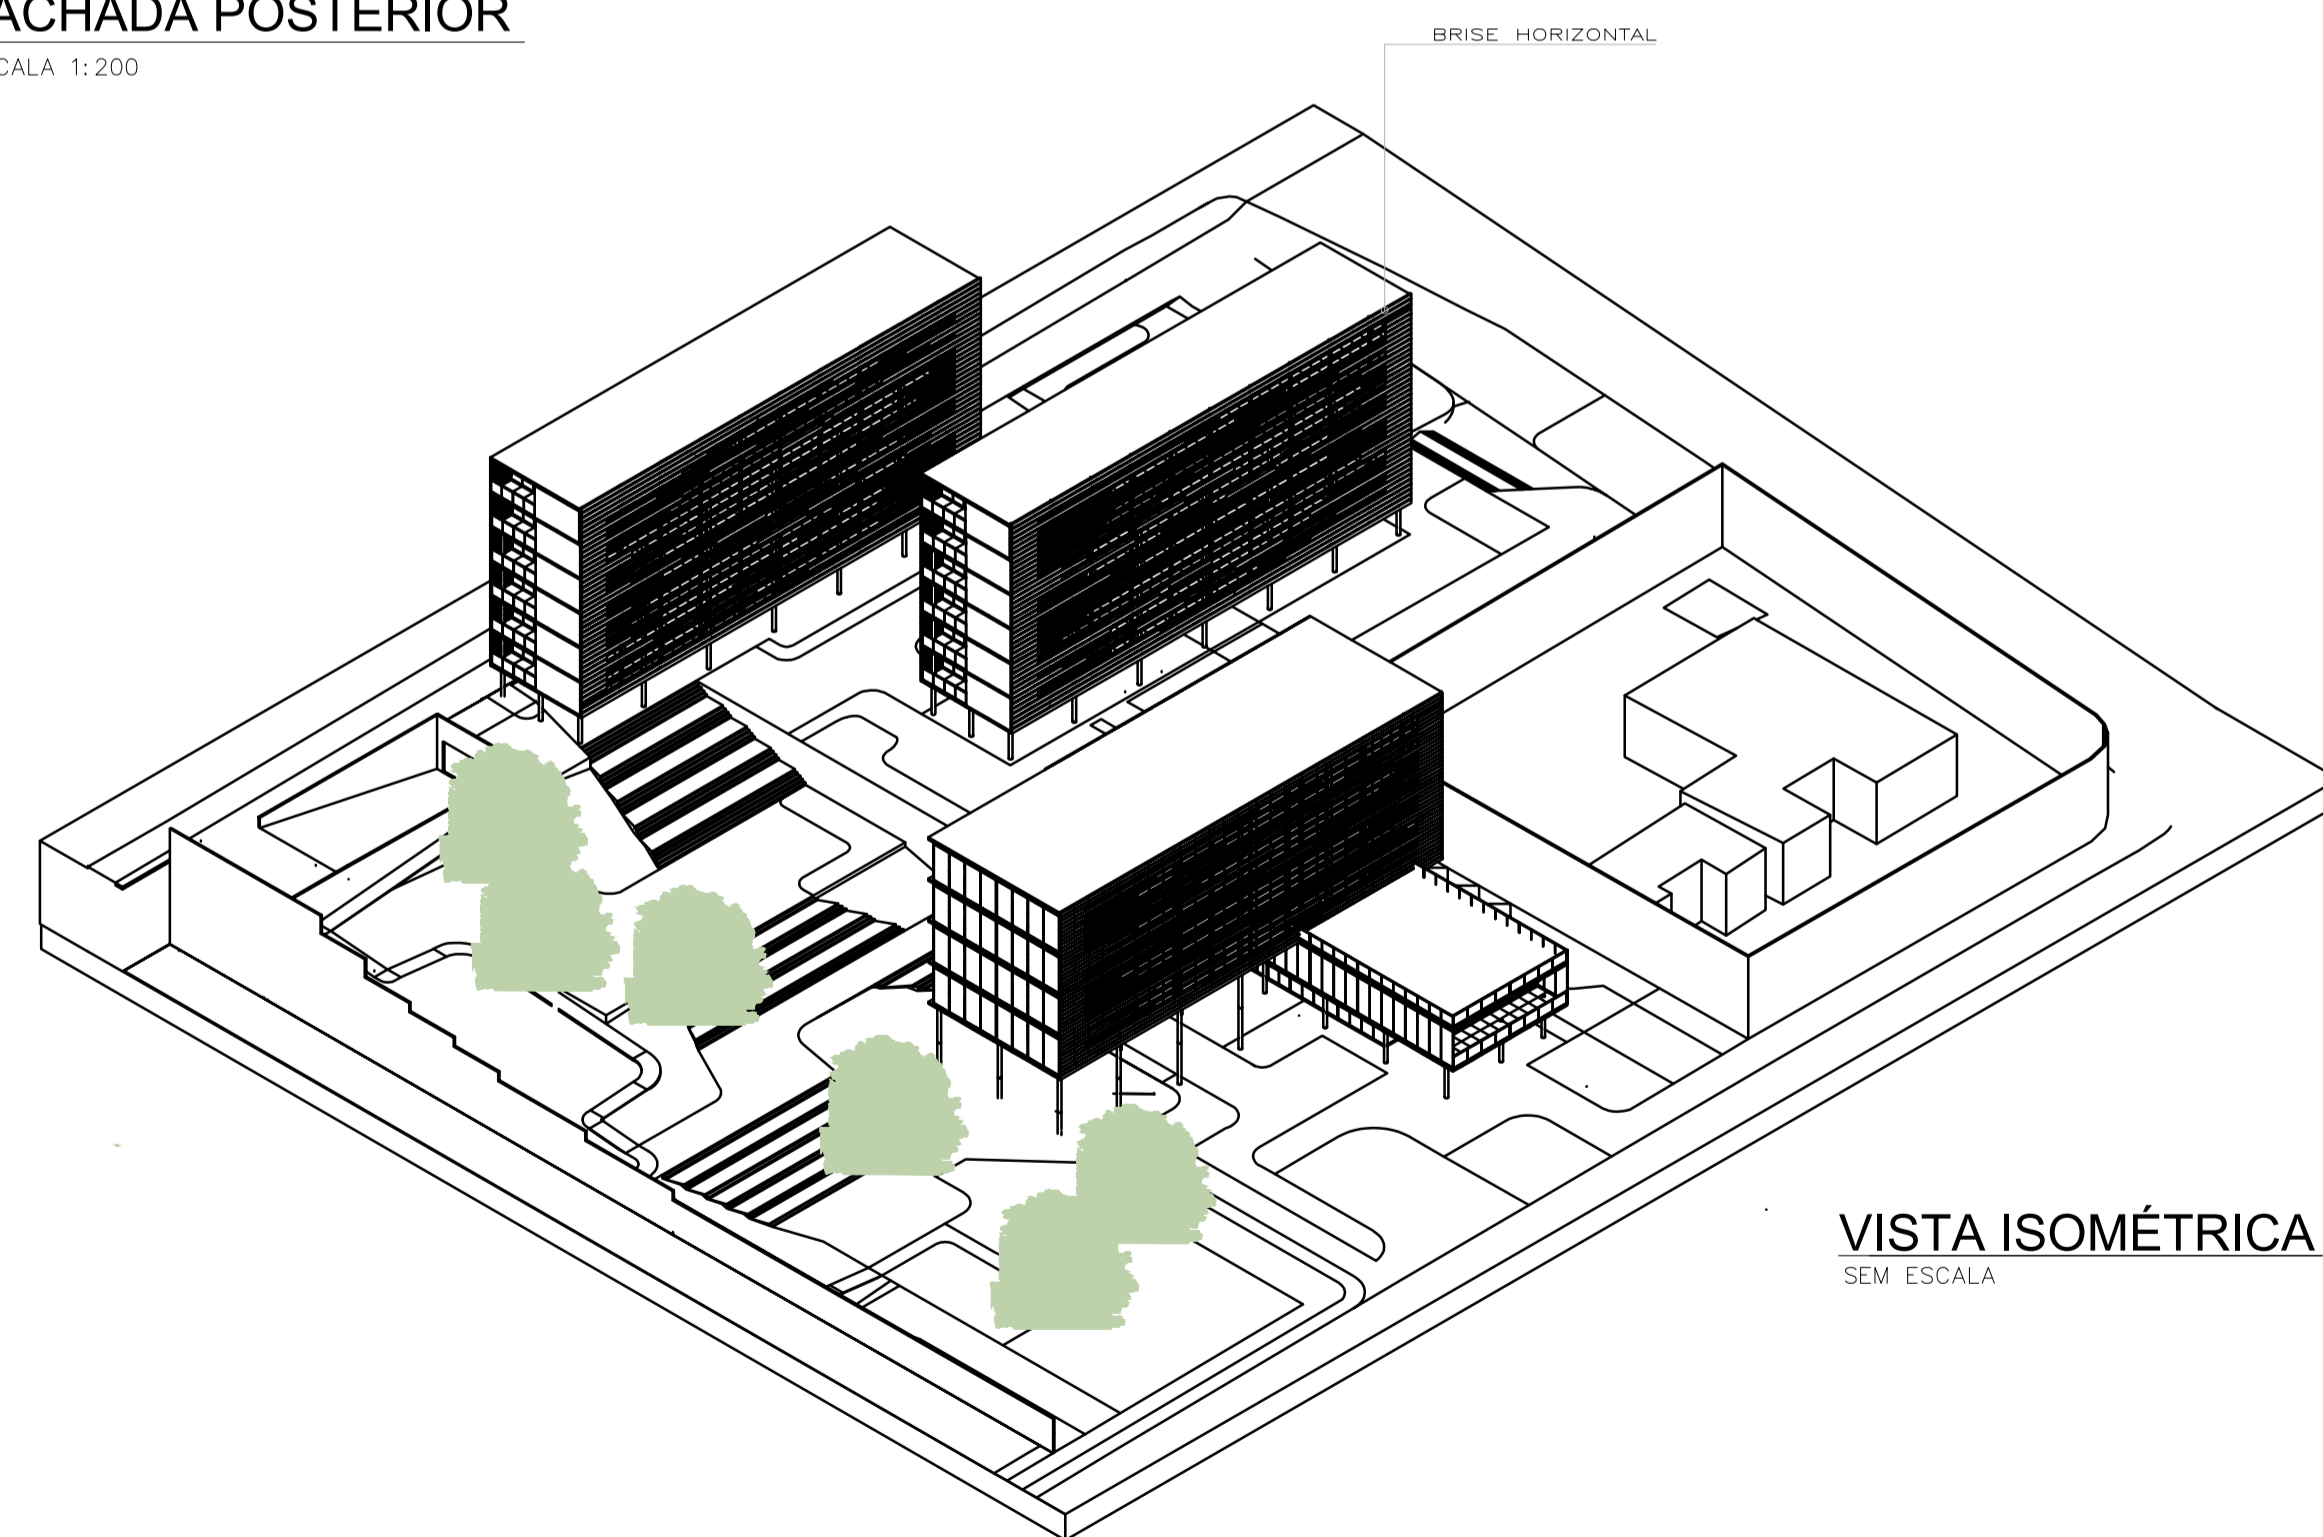 ACHADA POSTERIOR
CALA 1:200
BRISE HORIZONTAL
VISTA ISOMÉTRICA
SEM ESCALA